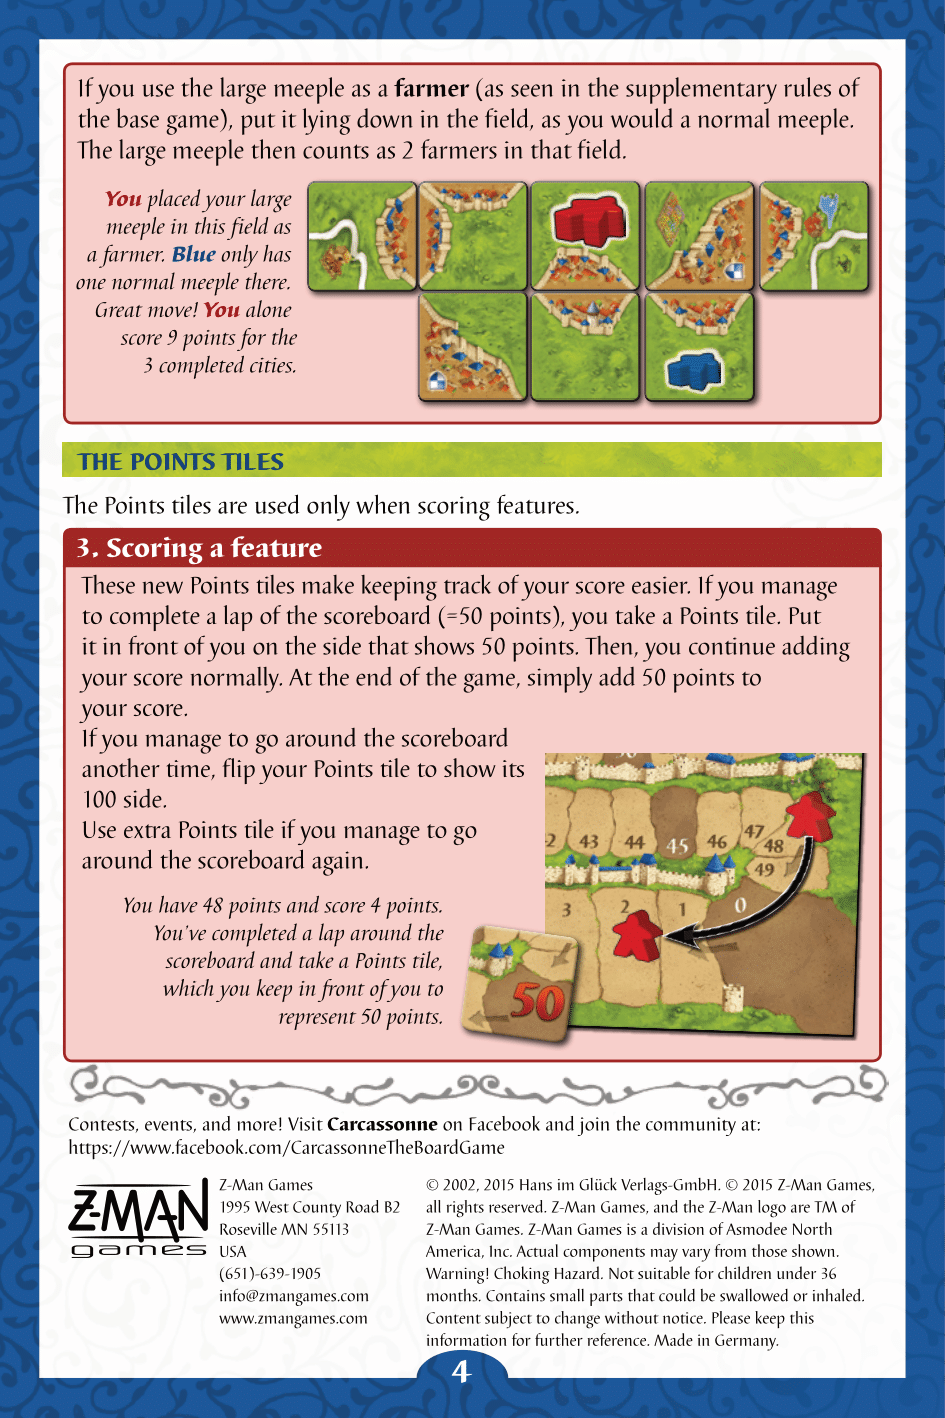 If you use the large meeple as a farmer (as seen in the supplementary rules of
the base game), put it lying down in the field, as you would a normal meeple.
The large meeple then counts as 2 farmers in that field.
You placed your large
meeple in this field as
a farmer. Blue only has
one normal meeple there.
Great move! You alone
score 9 points for the
3 completed cities.
THE POINTS TILES
The Points tiles are used only when scoring features.
3. Scoring a feature
These new Points tiles make keeping track of your score easier. If you manage
to complete a lap of the scoreboard (=50 points), you take a Points tile. Put
it in front of you on the side that shows 50 points. Then, you continue adding
your score normally. At the end of the game, simply add 50 points to
your score.
If you manage to go around the scoreboard
another time, flip your Points tile to show its
100 side.
Use extra Points tile if you manage to go
around the scoreboard again.
You have 48 points and score 4 points.
You've completed a lap around the
scoreboard and take a Points tile,
which you keep in front of you to
represent 50 points.
2 43 44 45 46 47
48
49
3 2 1 0
50
Contests, events, and more! Visit Carcassonne on Facebook and join the community at:
https://www.facebook.com/CarcassonneTheBoardGame
Z-MAN
games
Z-Man Games
1995 West County Road B2
Roseville MN 55113
USA
(651)-639-1905
info@zmangames.com
www.zmangames.com
© 2002, 2015 Hans im Glück Verlags-GmbH. © 2015 Z-Man Games,
all rights reserved. Z-Man Games, and the Z-Man logo are TM of
Z-Man Games. Z-Man Games is a division of Asmodee North
America, Inc. Actual components may vary from those shown.
Warning! Choking Hazard. Not suitable for children under 36
months. Contains small parts that could be swallowed or inhaled.
Content subject to change without notice. Please keep this
information for further reference. Made in Germany.
4